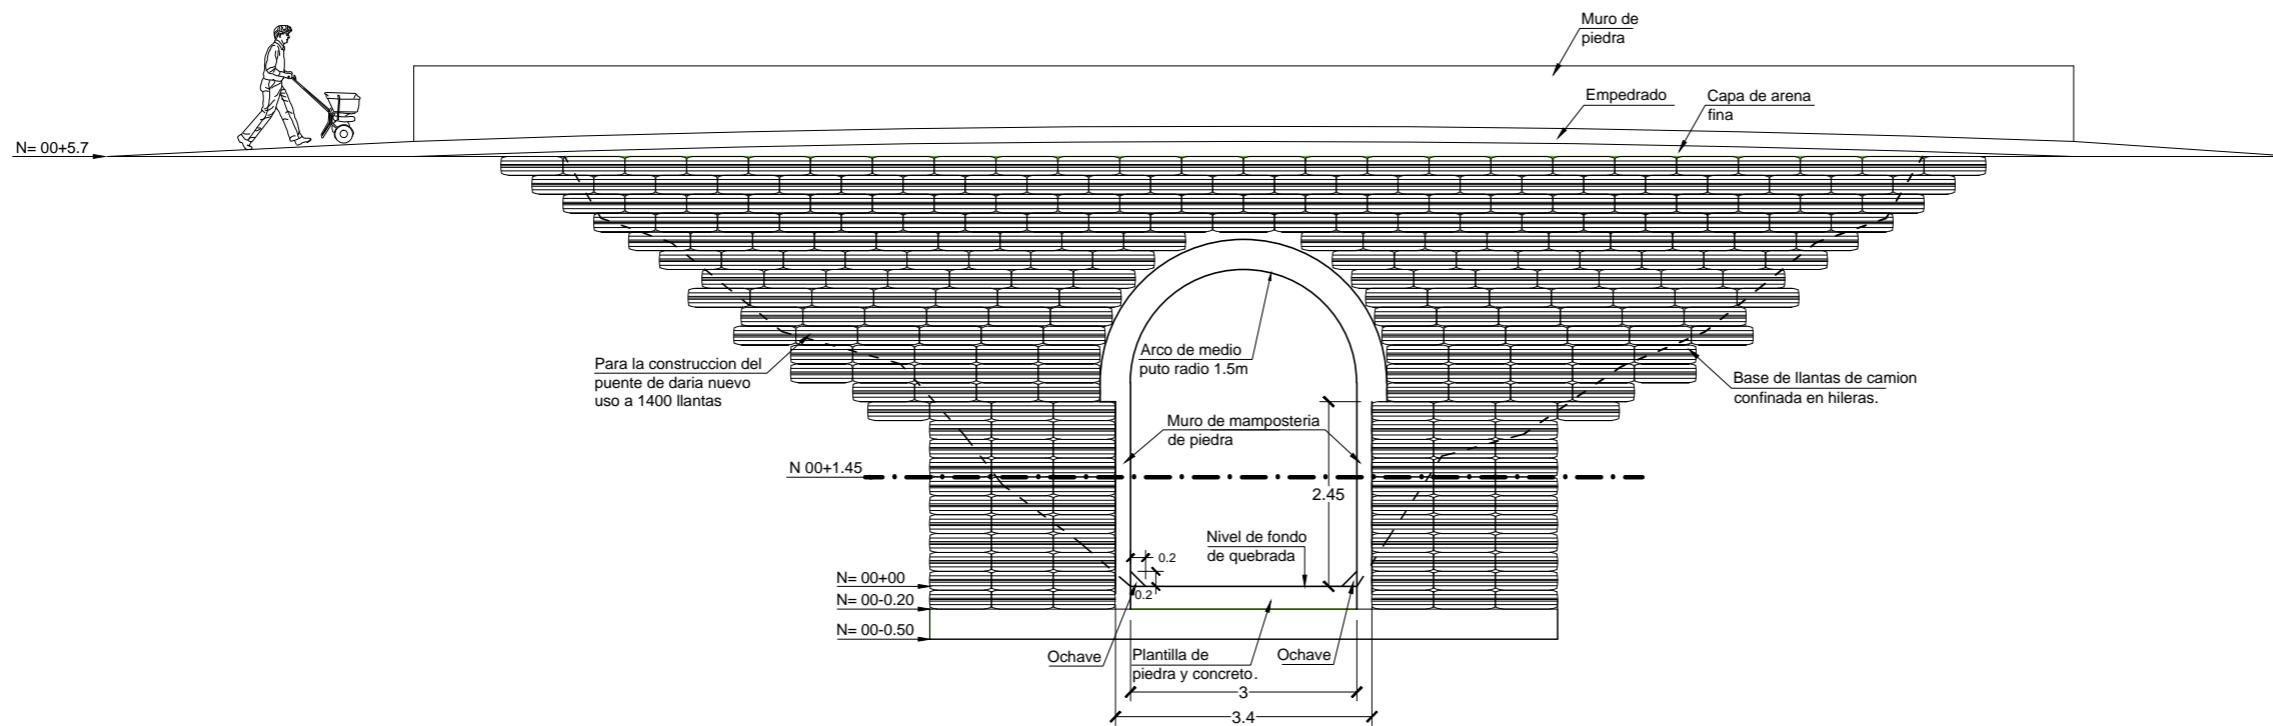 Muro de
piedra
Empedrado
Capa de arena
fina
N= 00+5.7
Arco de medio
puto radio 1.5m
Para la construccion del
puente de daria nuevo
uso a 1400 llantas
Base de llantas de camion
confinada en hileras.
Muro de mamposteria
de piedra
N 00+1.45
2.45
Nivel de fondo
de quebrada
0.2
0.2
N= 00+00
N= 00-0.20
N= 00-0.50
Ochave
Plantilla de
piedra y concreto.
Ochave
3
3.4